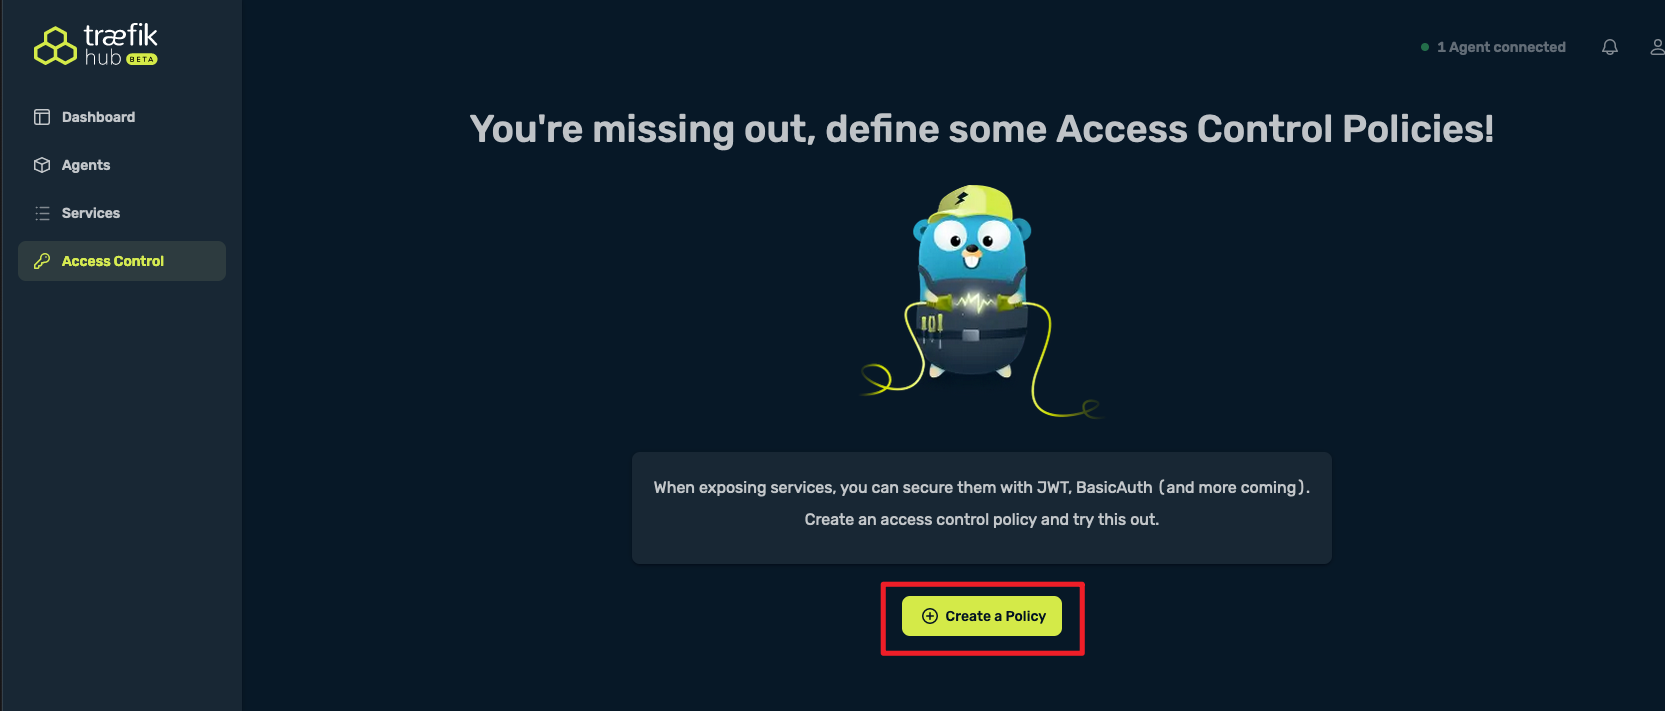 træfik
hub BETA
1 Agent connected
Dashboard
Agents
Services
Access Control
You're missing out, define some Access Control Policies!
When exposing services, you can secure them with JWT, BasicAuth (and more coming).
Create an access control policy and try this out.
Create a Policy